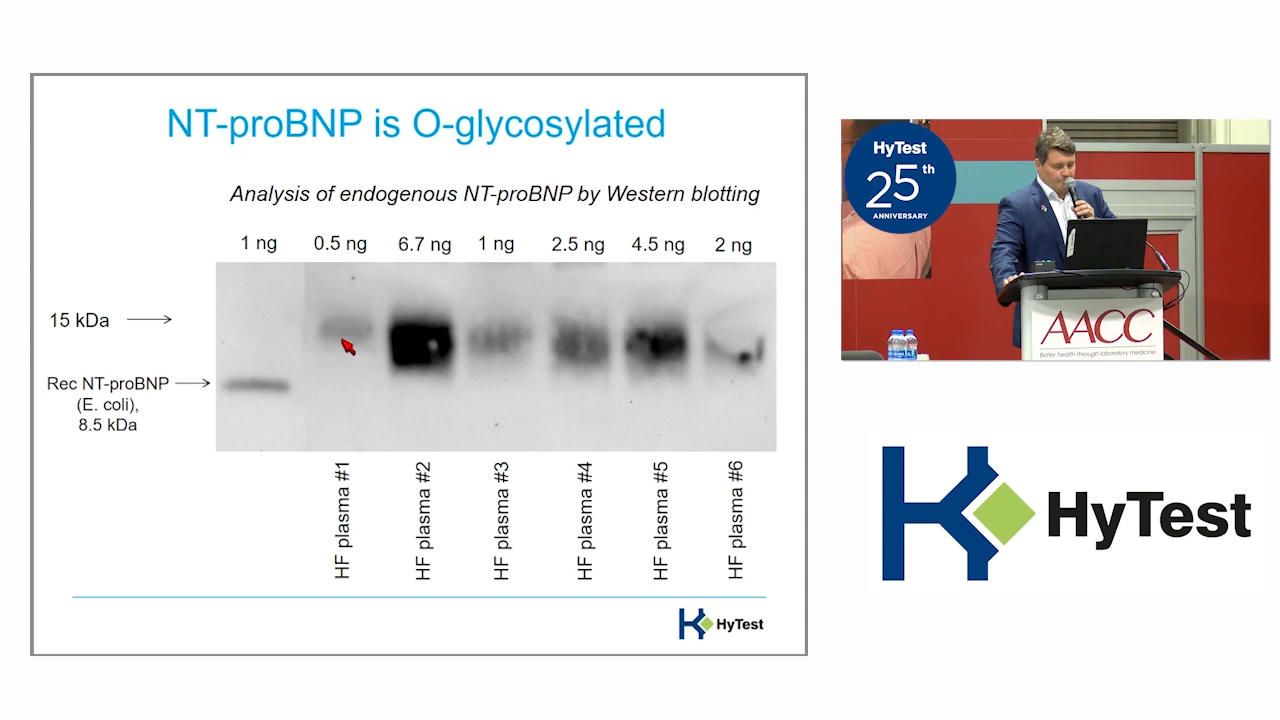 NT-proBNP is O-glycosylated
Analysis of endogenous NT-proBNP by Western blotting
1 ng 0.5 ng 6.7 ng 1 ng 2.5 ng 4.5 ng 2 ng
15 kDa
Rec NT-proBNP
(E. coli),
8.5 kDa
HF plasma #1
HF plasma #2
HF plasma #3
HF plasma #4
HF plasma #5
HF plasma #6
HyTest
HyTest
25th
ANNIVERSARY
AACC
Better health through laboratory medicine.
HyTest